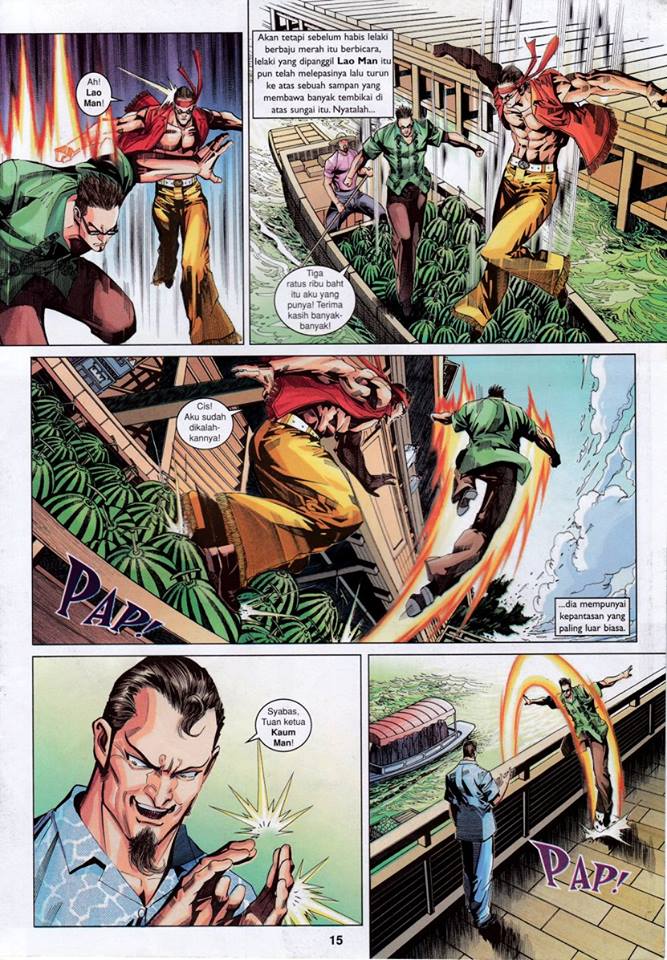 Ah!
Lao
Man!
Akan tetapi sebelum habis lelaki
berbaju merah itu berbicara,
lelaki yang dipanggil Lao Man itu
pun telah melepasinya lalu turun
ke atas sebuah sampan yang
membawa banyak tembikai di
atas sungai itu. Nyatalah...
Tiga
ratus ribu baht
itu aku yang
punya! Terima
kasih banyak-
banyak!
Cis!
Aku sudah
dikalah-
kannya!
PAP!
...dia mempunyai
kepantasan yang
paling luar biasa.
Syabas,
Tuan ketua
Kaum
Man!
PAP!
15